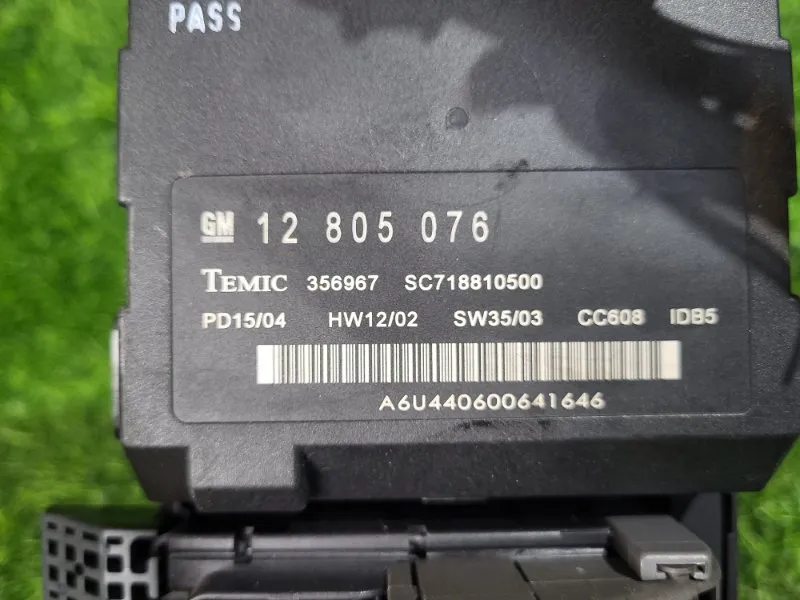 PASS
GM 12 805 076
TEMIC 356967 SC718810500
PD15/04 HW12/02 SW35/03 CC608 IDB5
A6U440600641646